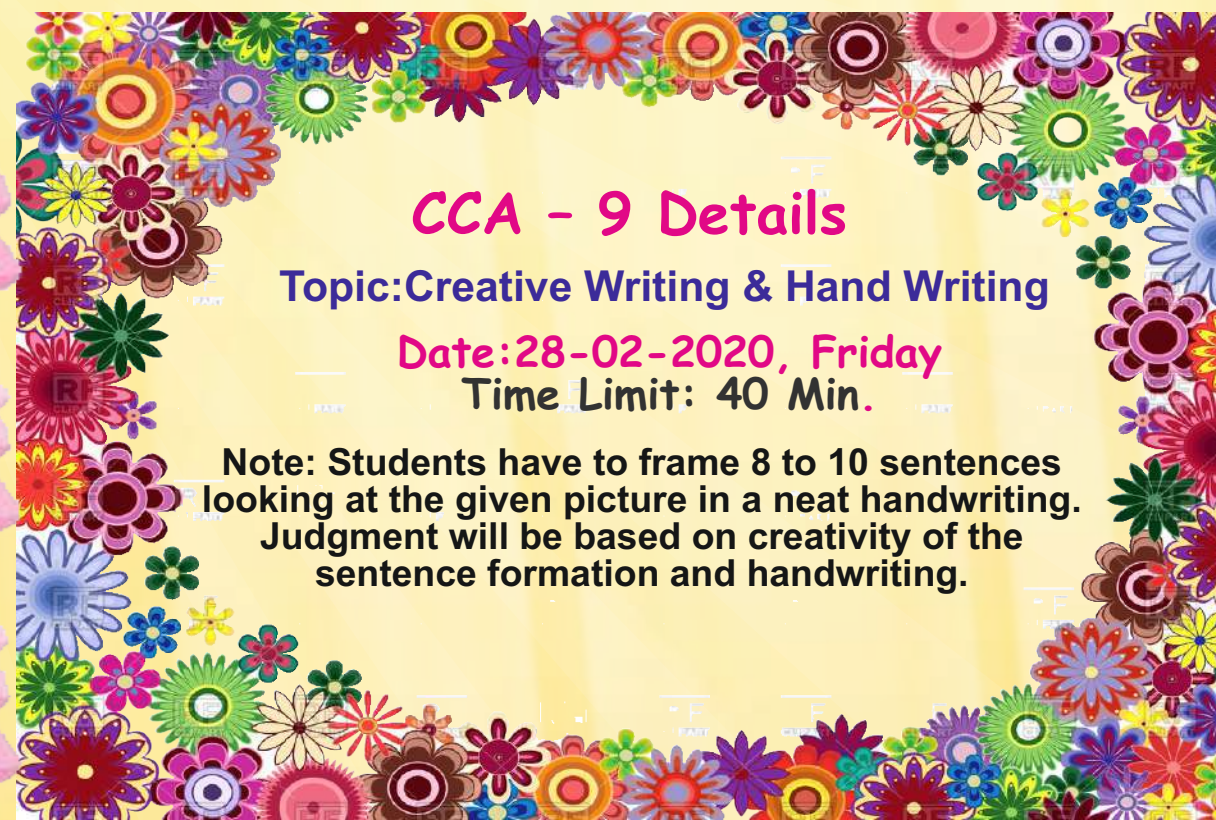 CCA – 9 Details
Topic:Creative Writing & Hand Writing
Date:28-02-2020, Friday
Time Limit: 40 Min.
Note: Students have to frame 8 to 10 sentences
looking at the given picture in a neat handwriting.
Judgment will be based on creativity of the
sentence formation and handwriting.